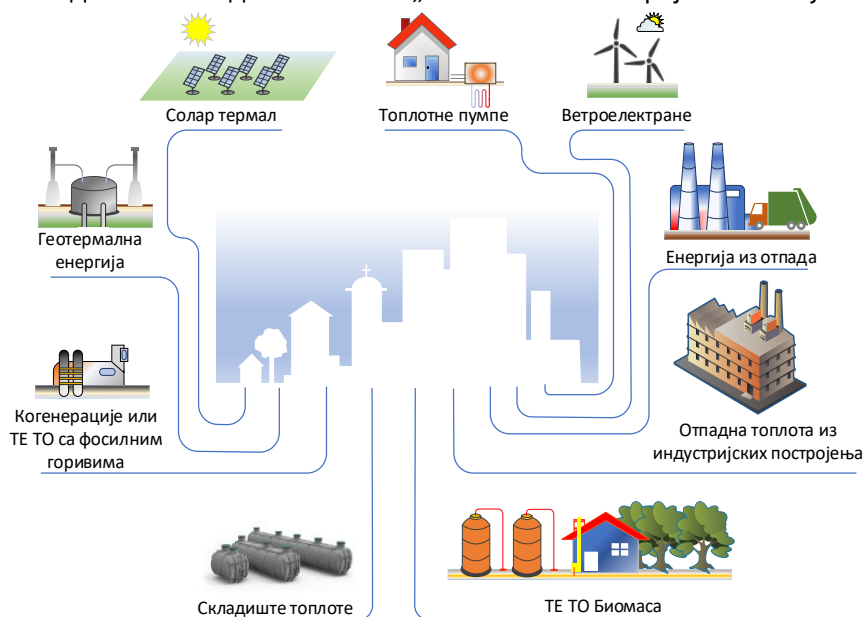 Солар термал
Топлотне пумпе
Ветроелектране
Геотермална
енергија
Енергија из отпада
Когенерације или
ТЕ ТО са фосилним
горивима
Отпадна топлота из
индустријских постројења
Складиште топлоте
ТЕ ТО Биомаса